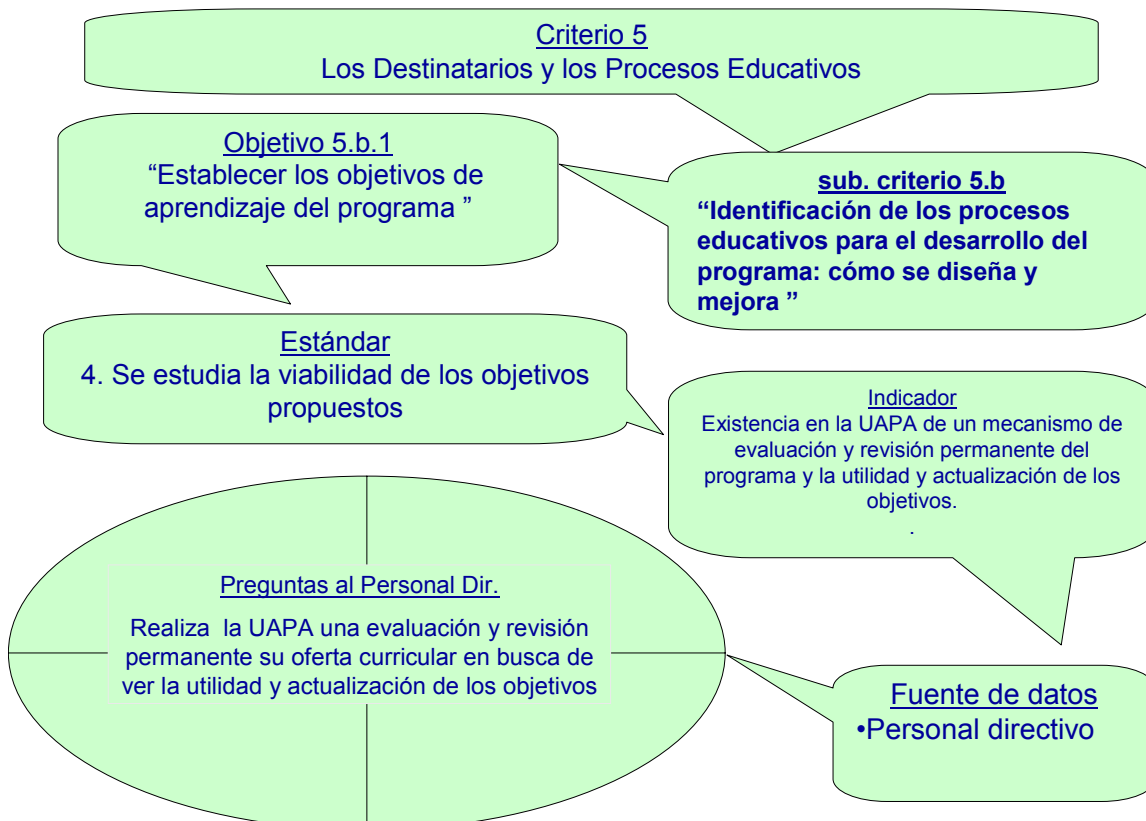 Criterio 5
Los Destinatarios y los Procesos Educativos
Objetivo 5.b.1
“Establecer los objetivos de
aprendizaje del programa ”
sub. criterio 5.b
“Identificación de los procesos
educativos para el desarrollo del
programa: cómo se diseña y
mejora ”
Estándar
4. Se estudia la viabilidad de los objetivos
propuestos
Indicador
Existencia en la UAPA de un mecanismo de
evaluación y revisión permanente del
programa y la utilidad y actualización de los
objetivos.
.
Preguntas al Personal Dir.
Realiza la UAPA una evaluación y revisión
permanente su oferta curricular en busca de
ver la utilidad y actualización de los objetivos
Fuente de datos
•Personal directivo